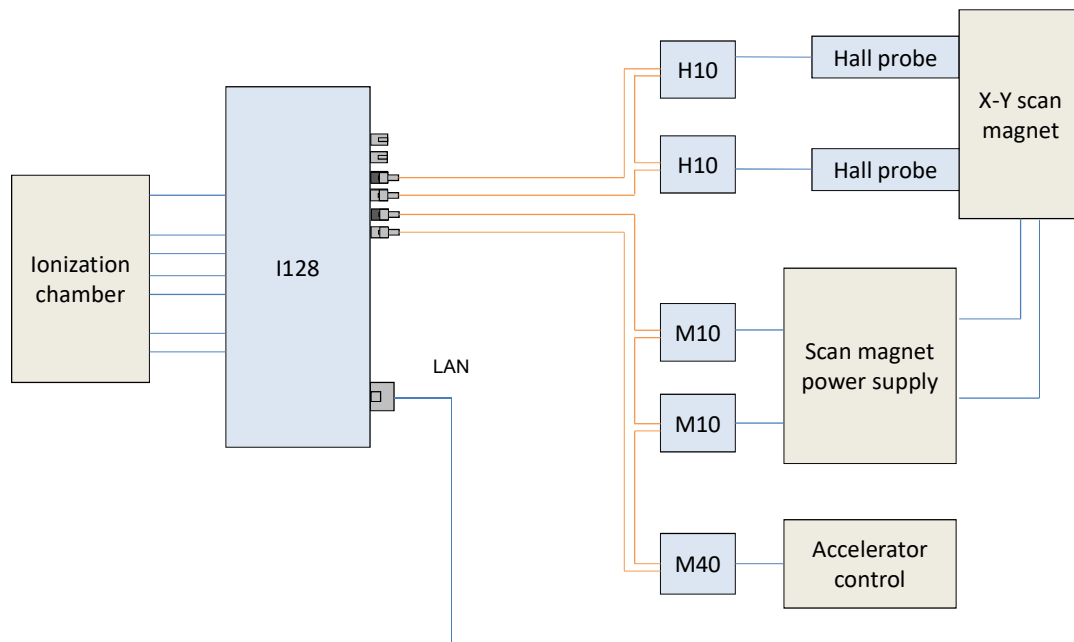 Ionization
chamber
I128
LAN
H10
Hall probe
H10
Hall probe
X-Y scan
magnet
M10
M10
Scan magnet
power supply
M40
Accelerator
control